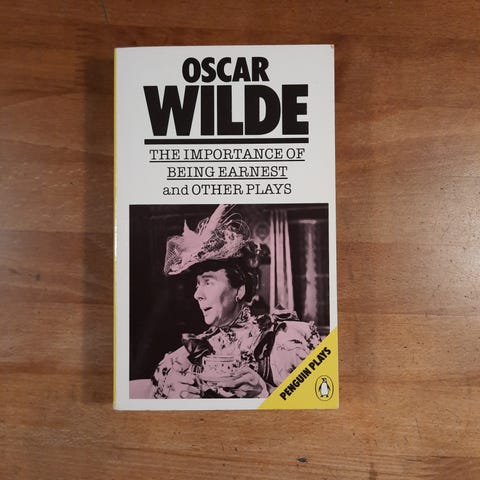 OSCAR
WILDE
THE IMPORTANCE OF
BEING EARNEST
and OTHER PLAYS
PENGUIN PLAYS